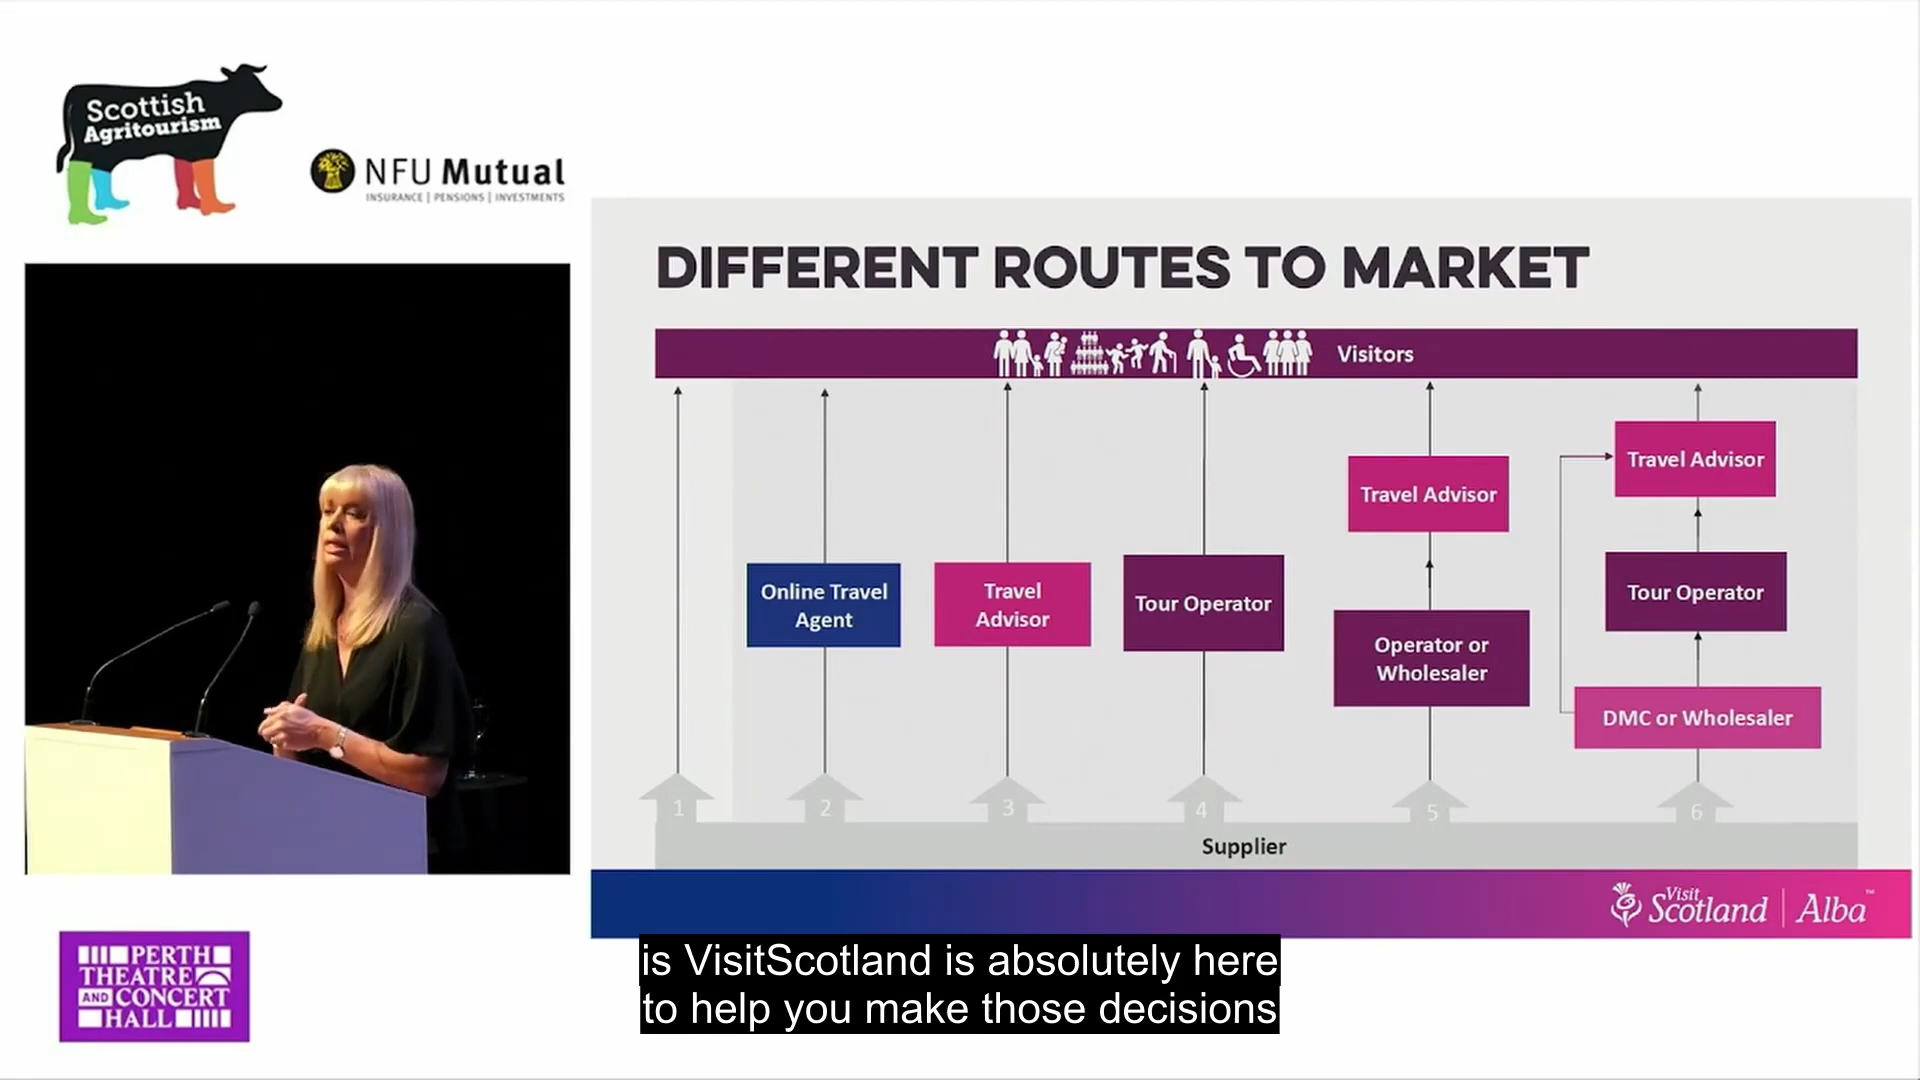 Scottish
Agritourism
NFU Mutual
INSURANCE | PENSIONS | INVESTMENTS
DIFFERENT ROUTES TO MARKET
Visitors
Travel Advisor
Travel Advisor
Online Travel
Agent
Travel
Advisor
Tour Operator
Tour Operator
Operator or
Wholesaler
DMC or Wholesaler
1
2
3
4
5
6
Supplier
Visit
Scotland | Alba™
PERTH
THEATRE
AND CONCERT
HALL
is VisitScotland is absolutely here
to help you make those decisions